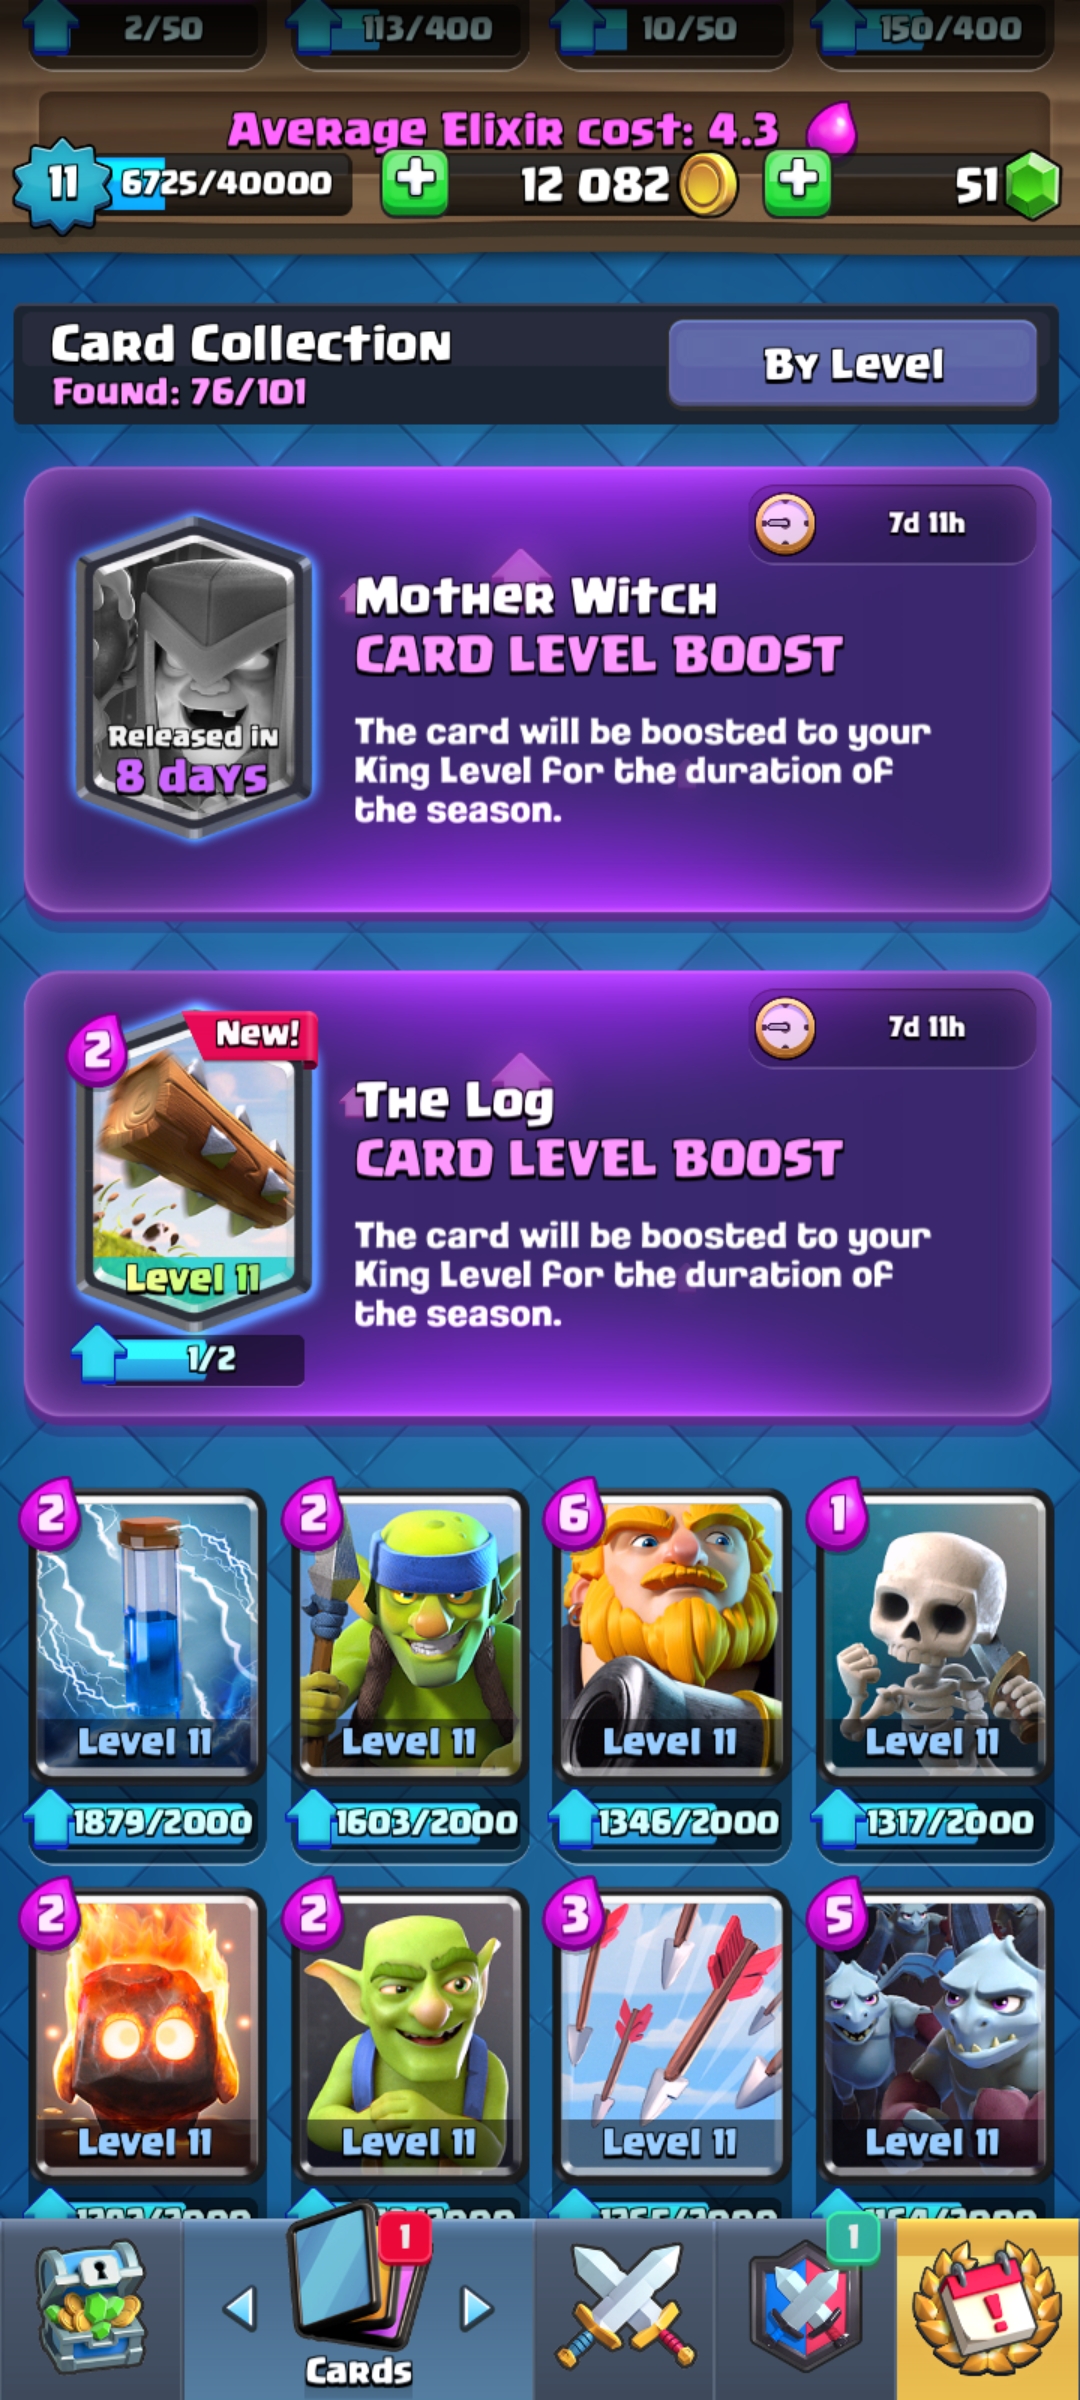 2/50
113/400
10/50
150/400
Average Elixir cost: 4.3
11
6725/40000
12 082
51
Card Collection
Found: 76/101
By Level
7d 11h
Mother Witch
CARD LEVEL BOOST
The card will be boosted to your
King Level for the duration of
the season.
Released in
8 days
7d 11h
2
New!
The Log
CARD LEVEL BOOST
The card will be boosted to your
King Level for the duration of
the season.
Level 11
1/2
2
2
6
1
Level 11
Level 11
Level 11
Level 11
1879/2000
1603/2000
1346/2000
1317/2000
2
2
3
5
Level 11
Level 11
Level 11
Level 11
1
1
Cards